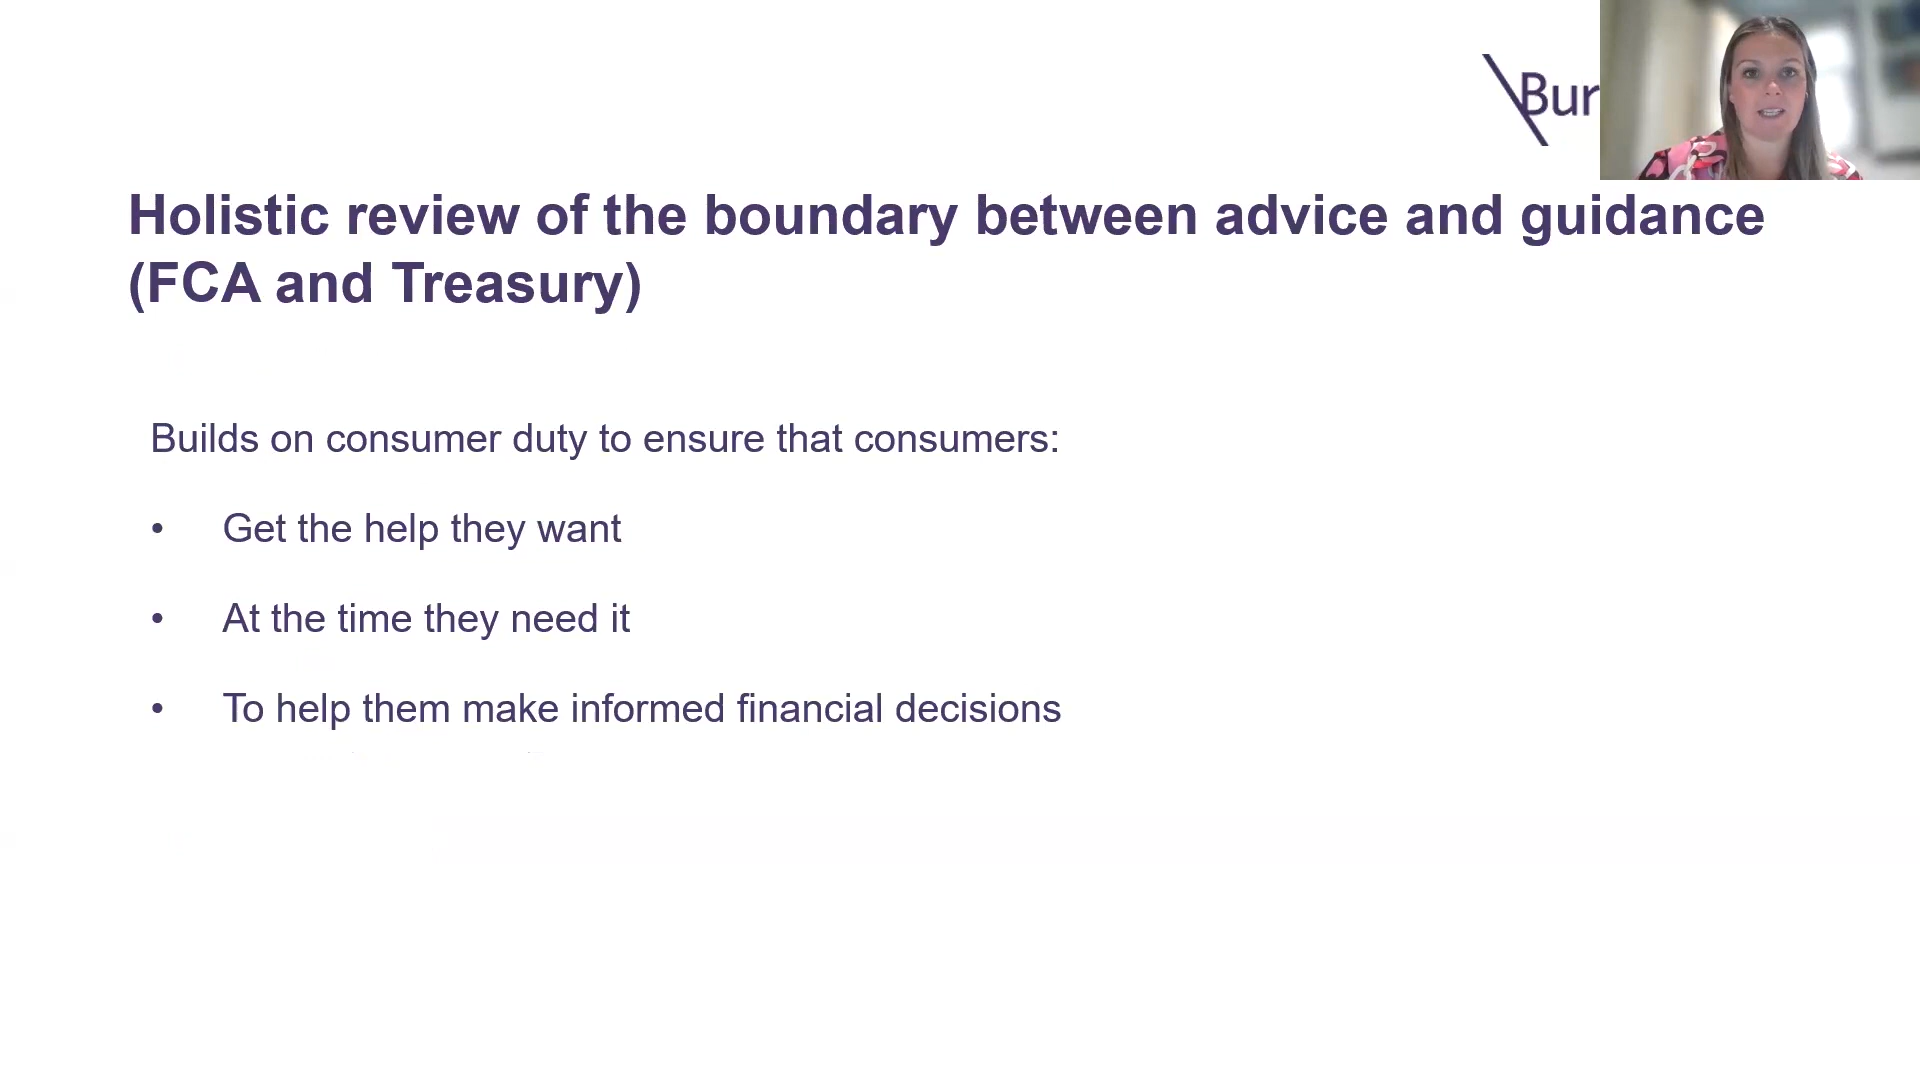 Bur
Holistic review of the boundary between advice and guidance
(FCA and Treasury)
Builds on consumer duty to ensure that consumers:
• Get the help they want
• At the time they need it
• To help them make informed financial decisions